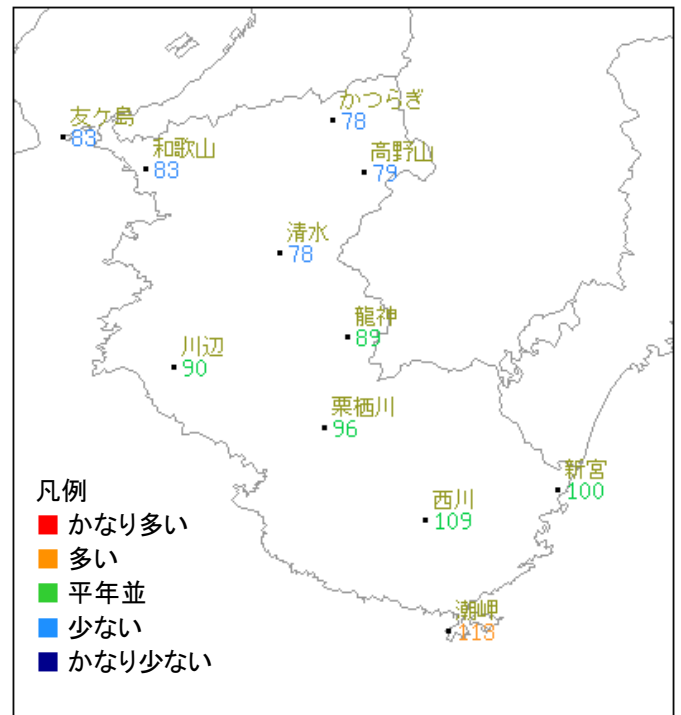 かつらぎ
78
友ケ島
83
和歌山
83
高野山
79
清水
78
龍神
89
川辺
90
栗栖川
96
新宮
100
西川
109
潮岬
113
凡例
かなり多い
多い
平年並
少ない
かなり少ない